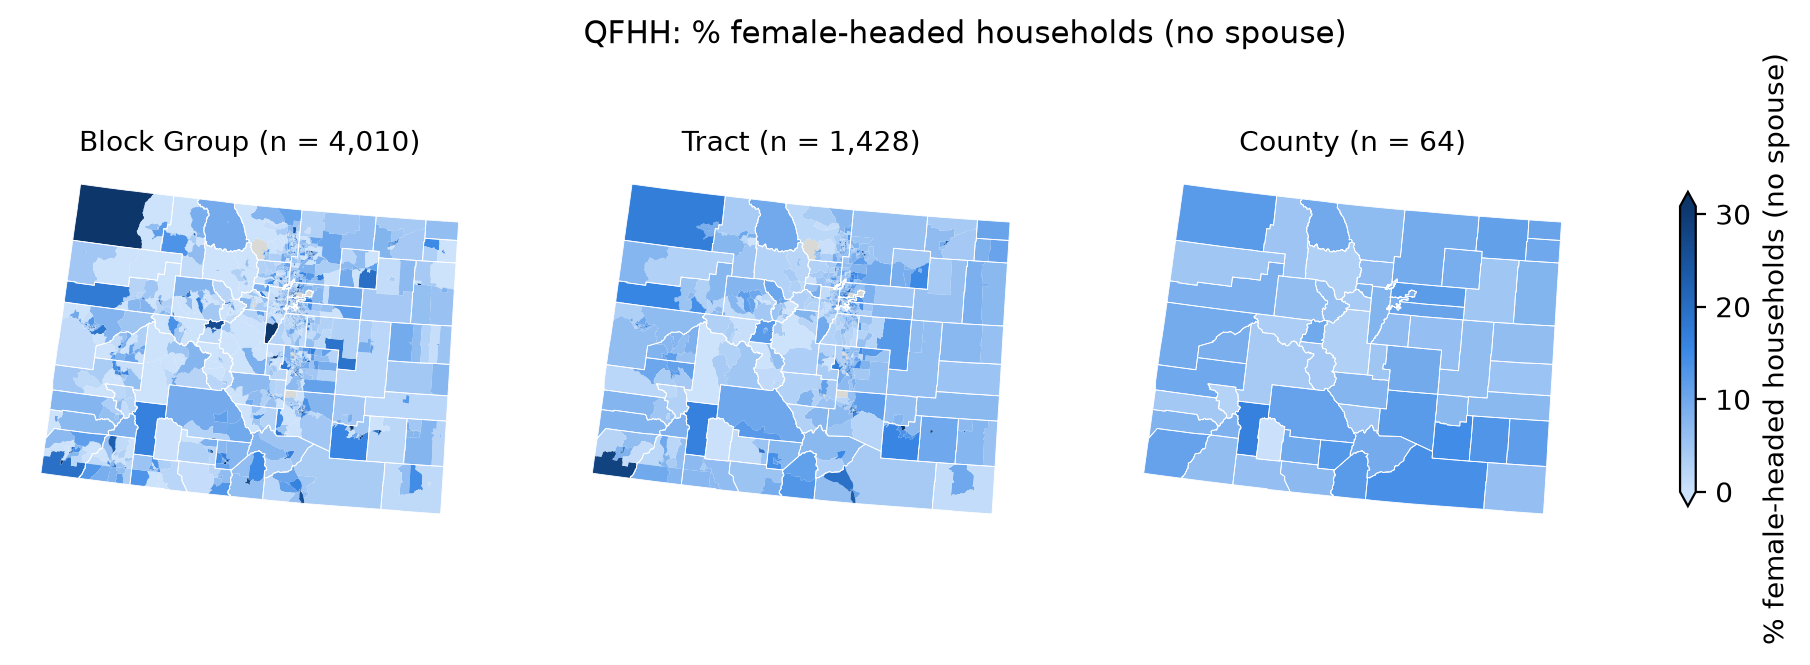 QFHH: % female-headed households (no spouse)
Block Group (n = 4,010)
Tract (n = 1,428)
County (n = 64)
30
20
10
0
% female-headed households (no spouse)